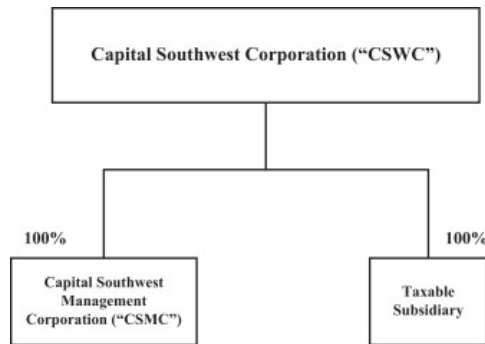 Capital Southwest Corporation (“CSWC”)
100%
100%
Capital Southwest
Management
Corporation (“CSMC”)
Taxable
Subsidiary